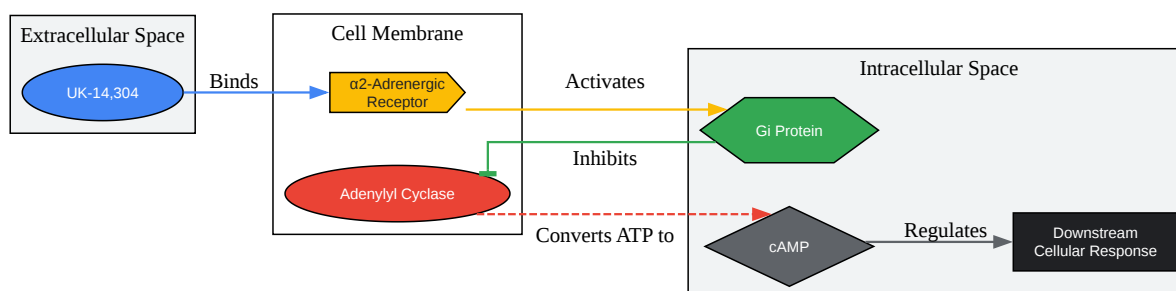 Extracellular Space
UK-14,304
Binds
Cell Membrane
α2-Adrenergic
Receptor
Adenylyl Cyclase
Activates
Inhibits
Converts ATP to
Intracellular Space
Gi Protein
cAMP
Regulates
Downstream
Cellular Response